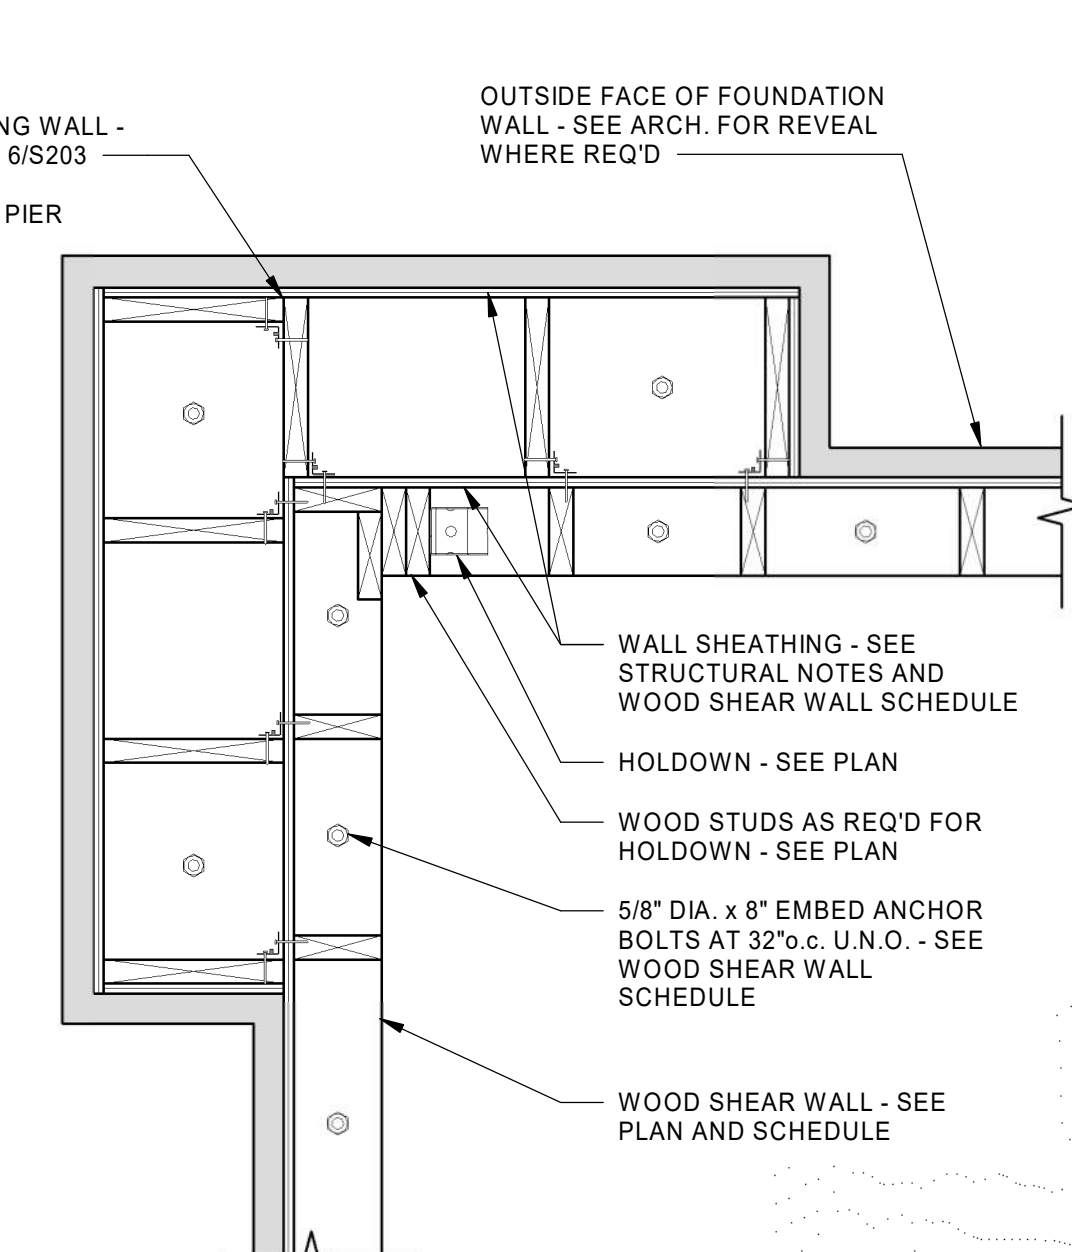 OUTSIDE FACE OF FOUNDATION
WALL - SEE ARCH. FOR REVEAL
WHERE REQ'D
WALL -
6/S203
PIER
WALL SHEATHING - SEE
STRUCTURAL NOTES AND
WOOD SHEAR WALL SCHEDULE
HOLDOWN - SEE PLAN
WOOD STUDS AS REQ'D FOR
HOLDOWN - SEE PLAN
5/8" DIA. x 8" EMBED ANCHOR
BOLTS AT 32"o.c. U.N.O. - SEE
WOOD SHEAR WALL
SCHEDULE
WOOD SHEAR WALL - SEE
PLAN AND SCHEDULE